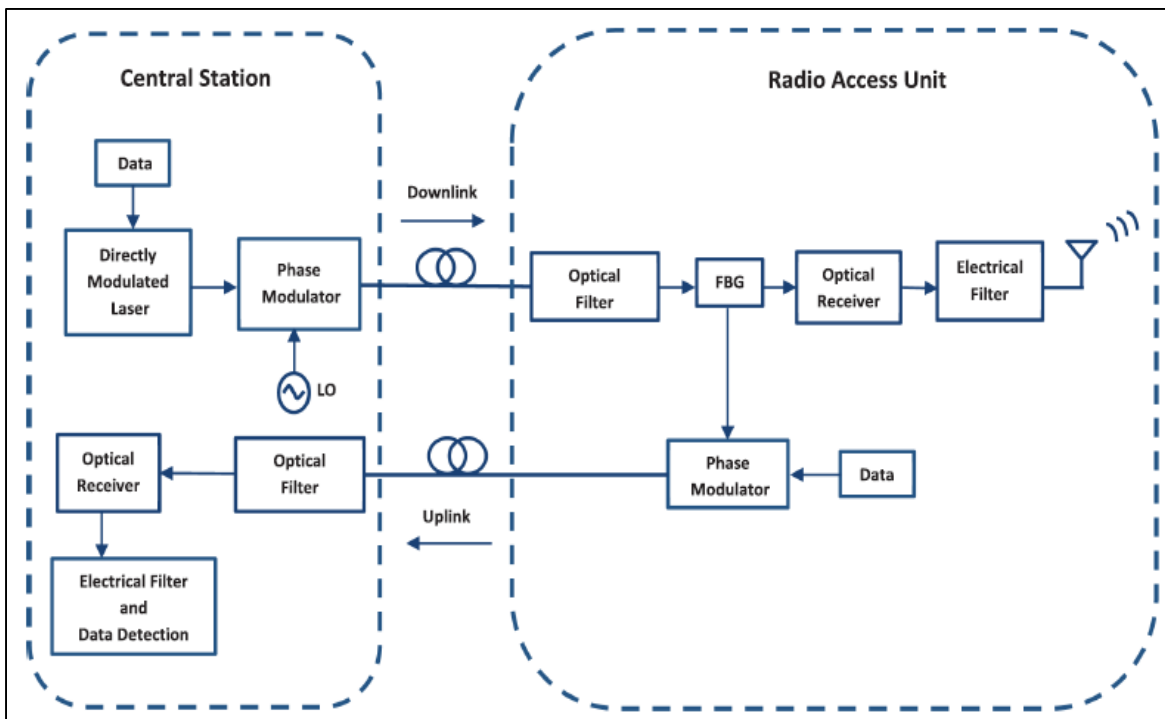 Central Station
Radio Access Unit
Data
Downlink
Directly
Modulated
Laser
Phase
Modulator
LO
Optical
Filter
FBG
Optical
Receiver
Electrical
Filter
Optical
Receiver
Optical
Filter
Uplink
Phase
Modulator
Data
Electrical Filter
and
Data Detection